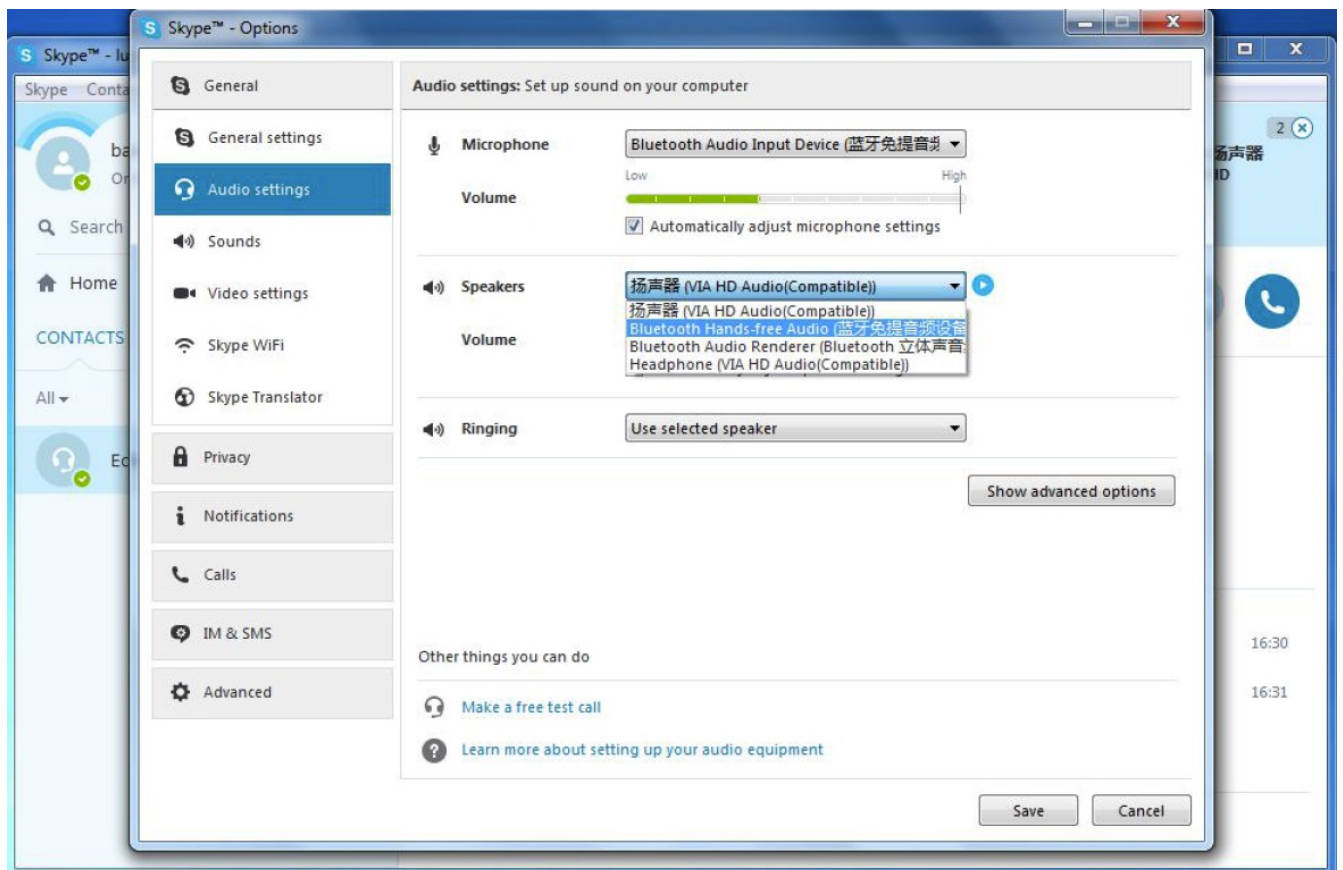 Skype™ - Options
Skype™ - lu
Skype Conta
ba
On
Search
Home
CONTACTS
All
Ec
General
General settings
Audio settings
Sounds
Video settings
Skype WiFi
Skype Translator
Privacy
Notifications
Calls
IM & SMS
Advanced
Audio settings: Set up sound on your computer
Microphone
Bluetooth Audio Input Device (蓝牙免提音频
Low High
Volume
Automatically adjust microphone settings
Speakers
扬声器 (VIA HD Audio(Compatible))
扬声器 (VIA HD Audio(Compatible))
Bluetooth Hands-free Audio (蓝牙免提音频设备
Bluetooth Audio Renderer (Bluetooth 立体声音
Headphone (VIA HD Audio(Compatible))
Volume
Ringing
Use selected speaker
Show advanced options
Other things you can do
Make a free test call
Learn more about setting up your audio equipment
Save Cancel
2
扬声器
HD
16:30
16:31